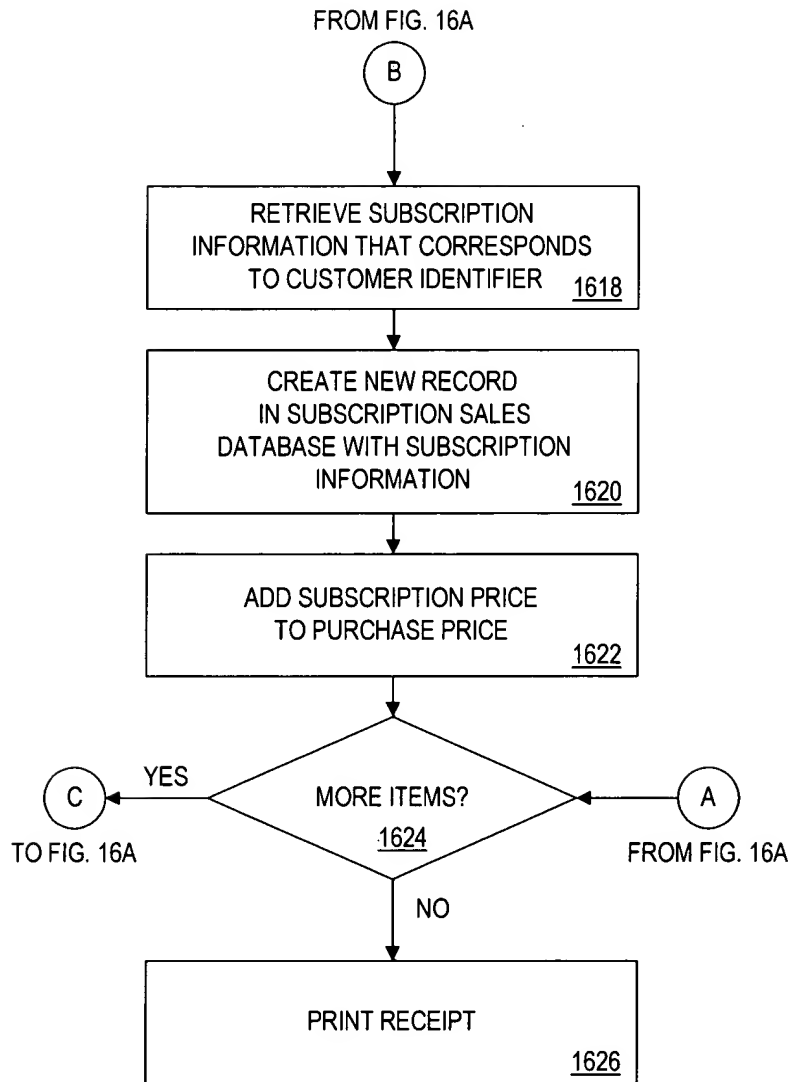 FROM FIG. 16A
B
RETRIEVE SUBSCRIPTION
INFORMATION THAT CORRESPONDS
TO CUSTOMER IDENTIFIER
1618
CREATE NEW RECORD
IN SUBSCRIPTION SALES
DATABASE WITH SUBSCRIPTION
INFORMATION
1620
ADD SUBSCRIPTION PRICE
TO PURCHASE PRICE
1622
YES
C
TO FIG. 16A
MORE ITEMS?
1624
A
FROM FIG. 16A
NO
PRINT RECEIPT
1626